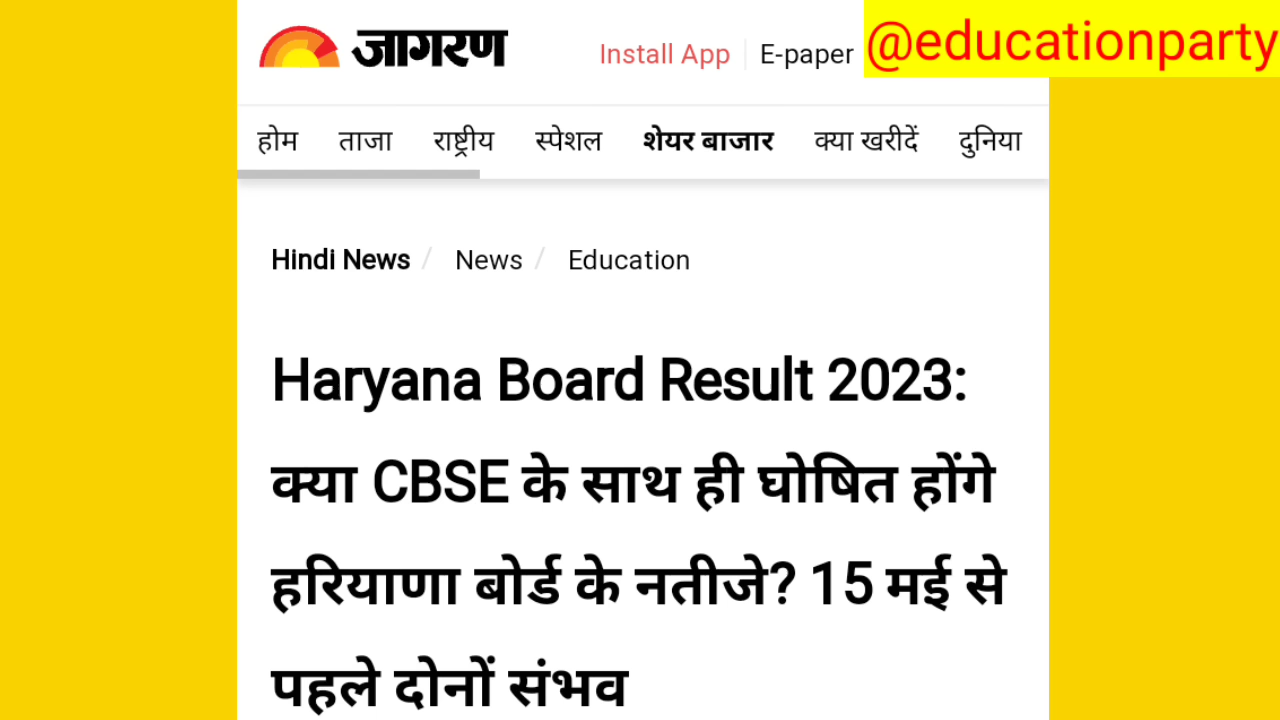 जागरण
Install App
E-paper
@educationparty
होम ताजा राष्ट्रीय स्पेशल शेयर बाजार क्या खरीदें दुनिया
Hindi News / News / Education
Haryana Board Result 2023:
क्या CBSE के साथ ही घोषित होंगे
हरियाणा बोर्ड के नतीजे? 15 मई से
पहले दोनों संभव